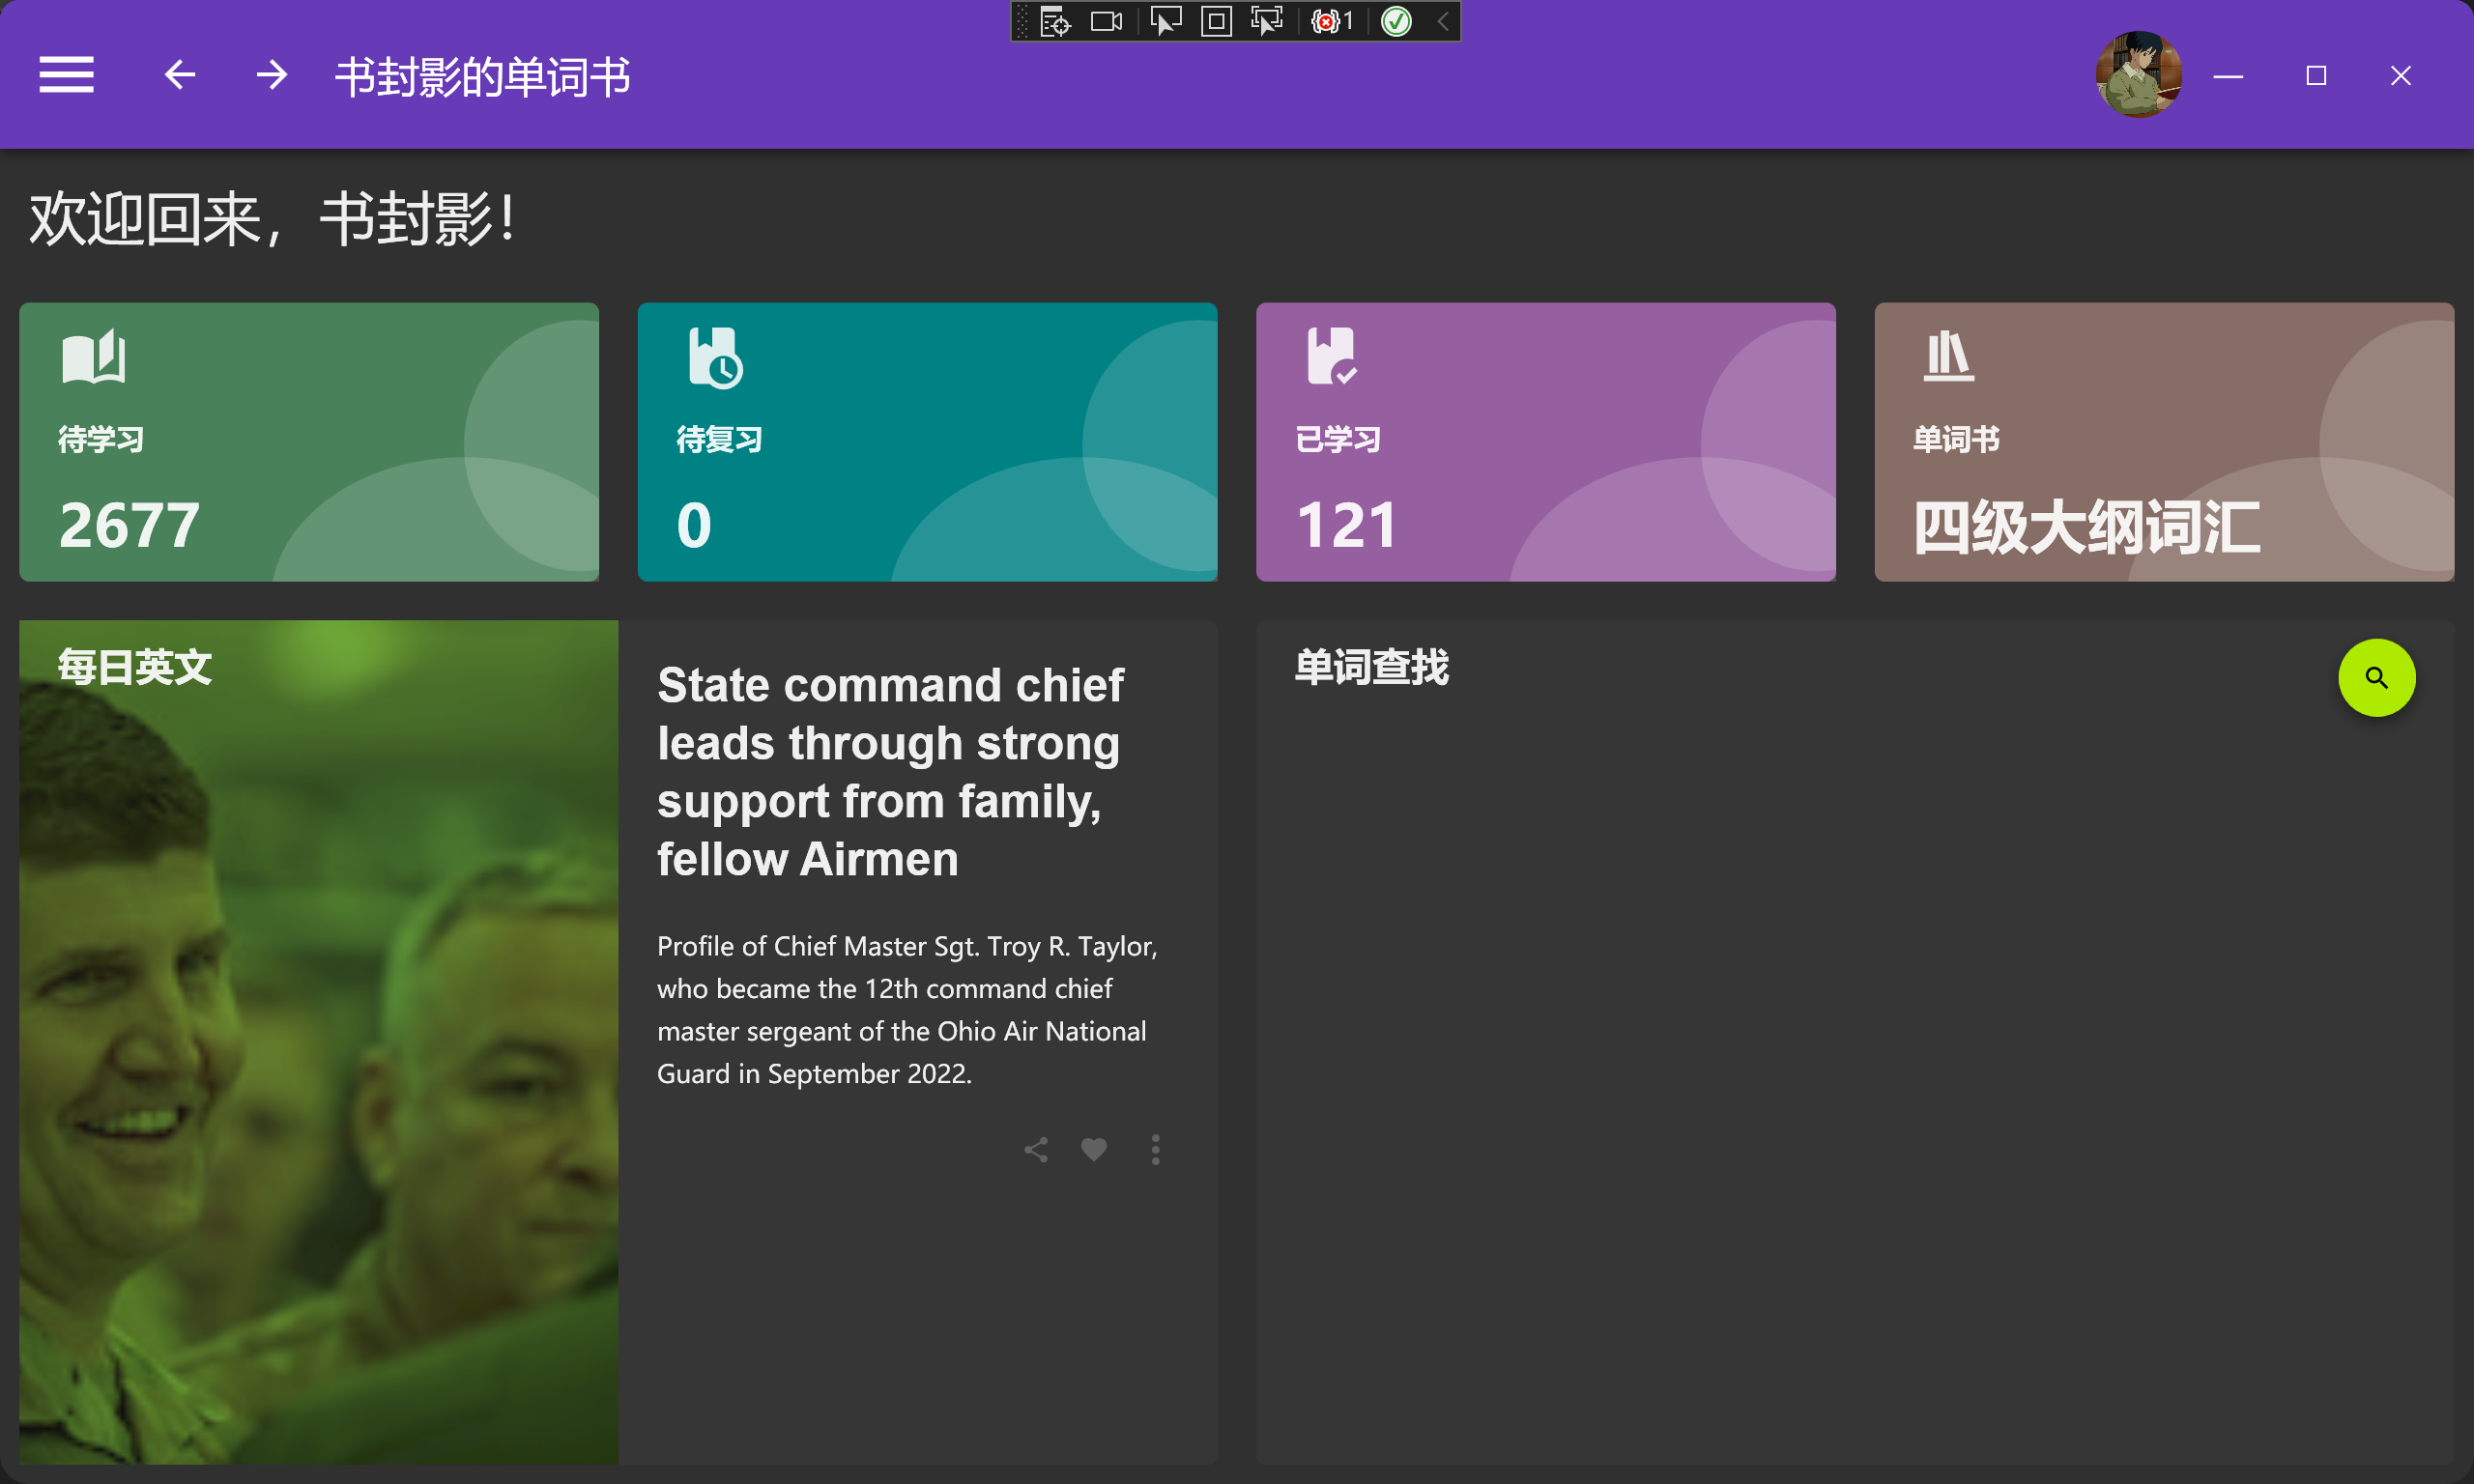 1
书封影的单词书
欢迎回来，书封影！
待学习
2677
待复习
0
已学习
121
单词书
四级大纲词汇
每日英文
State command chief
leads through strong
support from family,
fellow Airmen
Profile of Chief Master Sgt. Troy R. Taylor,
who became the 12th command chief
master sergeant of the Ohio Air National
Guard in September 2022.
单词查找